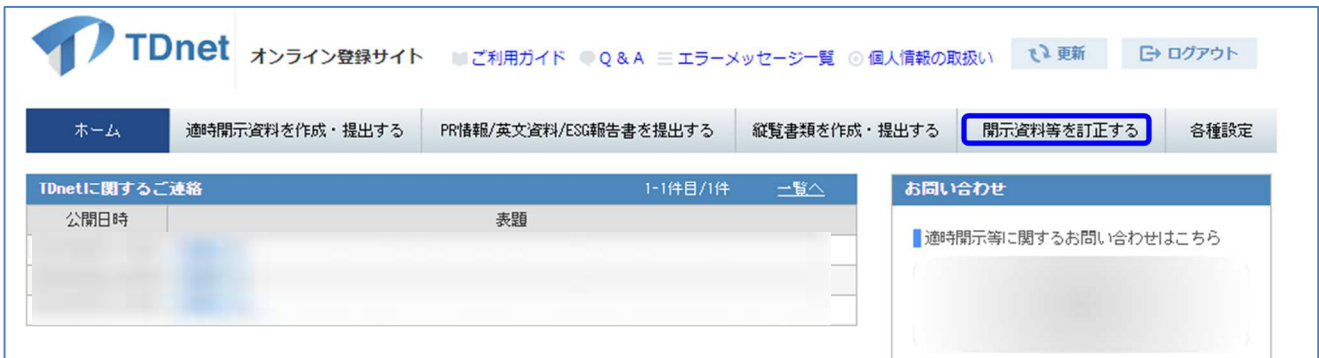 TDnet オンライン登録サイト ご利用ガイド Q & A エラーメッセージ一覧 個人情報の取扱い 更新 ログアウト
ホーム 適時開示資料を作成・提出する PR情報/英文資料/ESG報告書を提出する 縦覧書類を作成・提出する 開示資料等を訂正する 各種設定
TDnetに関するご連絡 1-1件目/1件 一覧へ お問い合わせ
公開日時 表題
適時開示等に関するお問い合わせはこちら